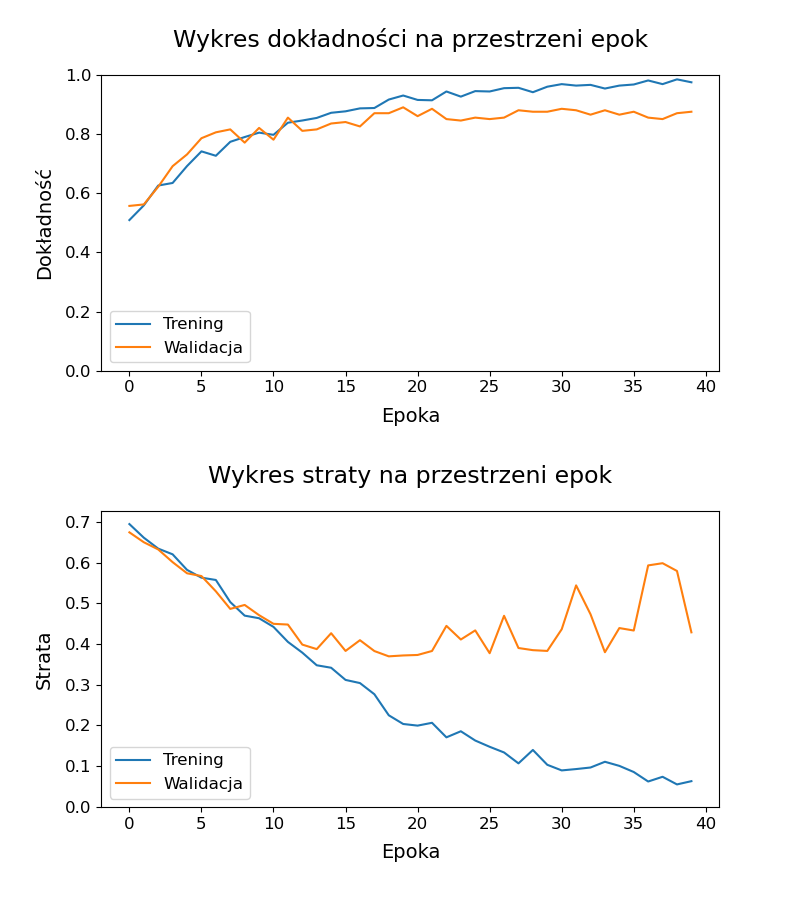 Wykres dokładności na przestrzeni epok
1.0
0.8
0.6
0.4
0.2
0.0
Dokładność
Trening
Walidacja
0 5 10 15 20 25 30 35 40
Epoka
Wykres straty na przestrzeni epok
0.7
0.6
0.5
0.4
0.3
0.2
0.1
0.0
Strata
Trening
Walidacja
0 5 10 15 20 25 30 35 40
Epoka